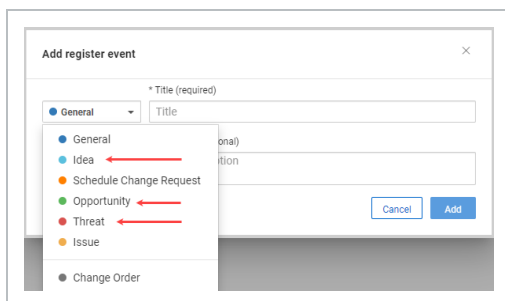 Add register event
* Title (required)
General
Title
General
onal)
Idea
ption
Schedule Change Request
Opportunity
Cancel
Add
Threat
Issue
Change Order